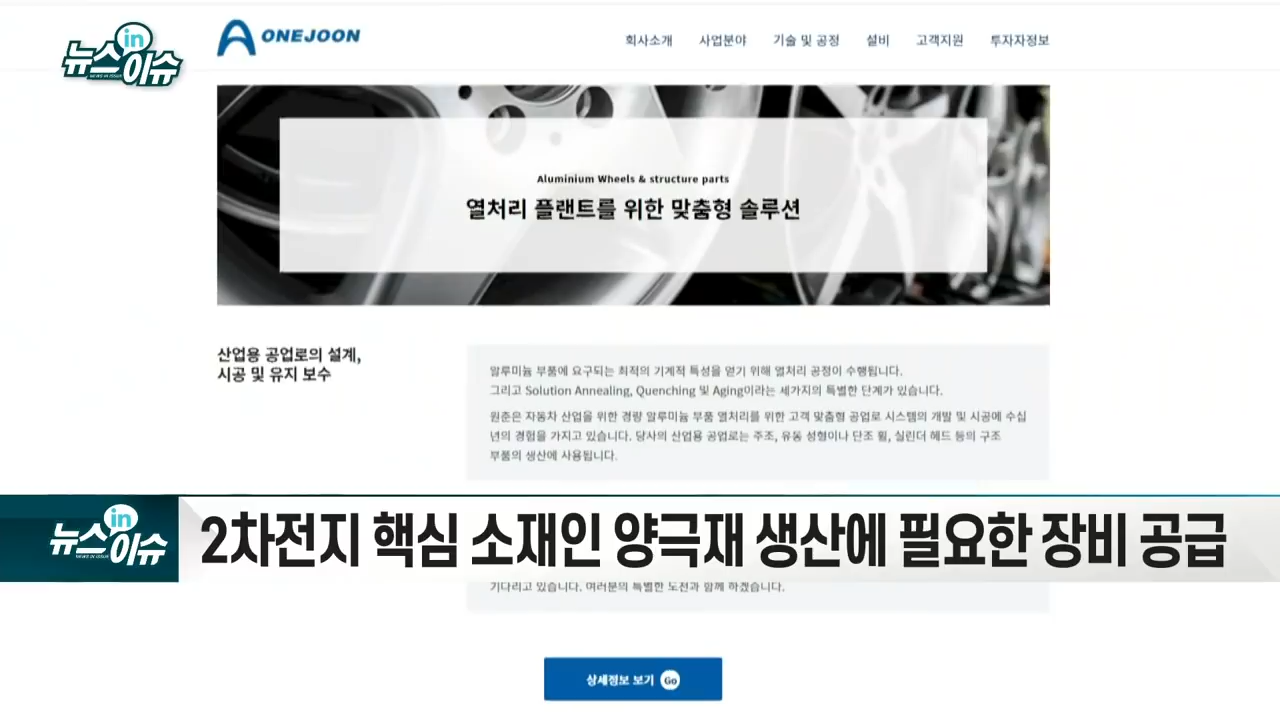 뉴스in이슈
NEWS IN ISSUE
ONEJOON
회사소개 사업분야 기술 및 공정 설비 고객지원 투자자정보
Aluminium Wheels & structure parts
열처리 플랜트를 위한 맞춤형 솔루션
산업용 공업로의 설계,
시공 및 유지 보수
알루미늄 부품에 요구되는 최적의 기계적 특성을 얻기 위해 열처리 공정이 수행됩니다.
그리고 Solution Annealing, Quenching 및 Aging이라는 세가지의 특별한 단계가 있습니다.
원준은 자동차 산업을 위한 경량 알루미늄 부품 열처리를 위한 고객 맞춤형 공업로 시스템의 개발 및 시공에 수십
년의 경험을 가지고 있습니다. 당사의 산업용 공업로는 주조, 유동 성형이나 단조 휠, 실린더 헤드 등의 구조
부품의 생산에 사용됩니다.
뉴스in이슈
NEWS IN ISSUE
2차전지 핵심 소재인 양극재 생산에 필요한 장비 공급
기다리고 있습니다. 여러분의 특별한 도전과 함께 하겠습니다.
상세정보 보기 Go